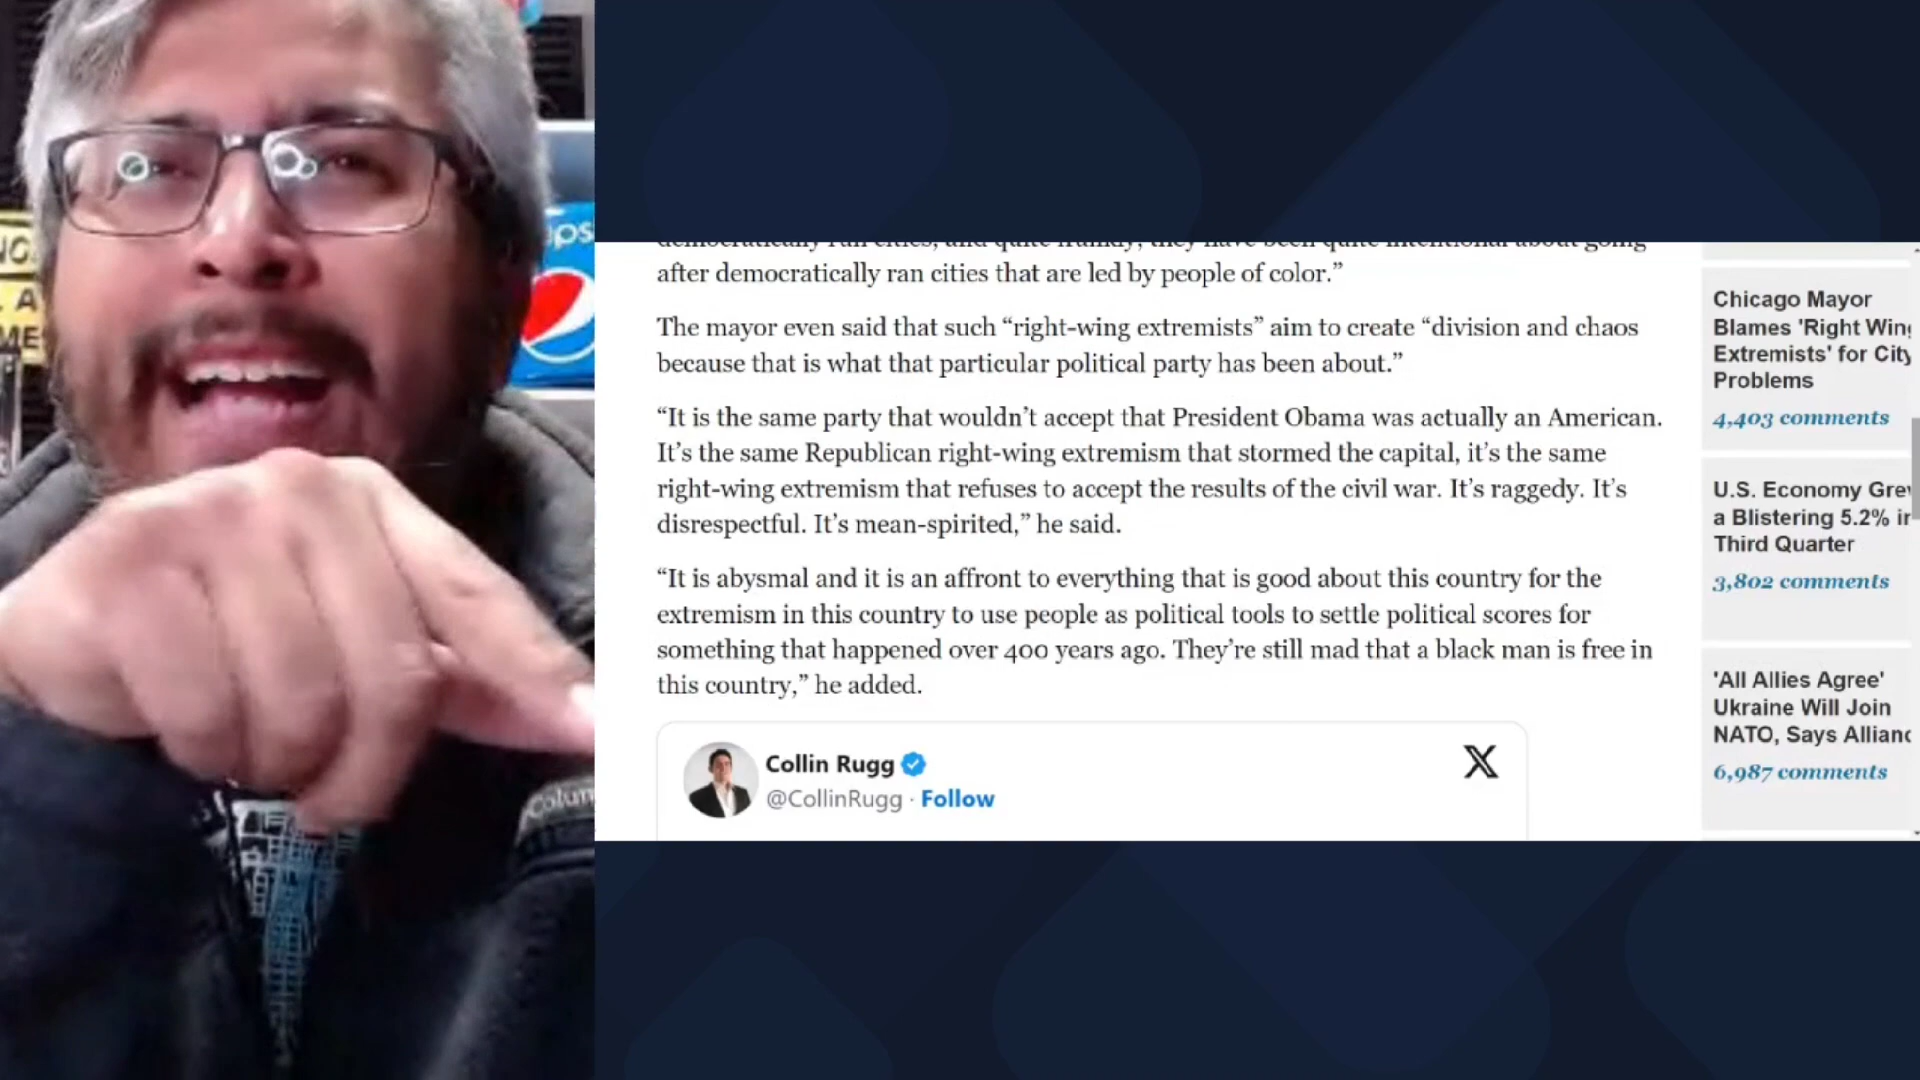 ps
NG
A
ME
Colum
after democratically ran cities that are led by people of color.”
The mayor even said that such “right-wing extremists” aim to create “division and chaos
because that is what that particular political party has been about.”
“It is the same party that wouldn’t accept that President Obama was actually an American.
It’s the same Republican right-wing extremism that stormed the capital, it’s the same
right-wing extremism that refuses to accept the results of the civil war. It’s raggedy. It’s
disrespectful. It’s mean-spirited,” he said.
“It is abysmal and it is an affront to everything that is good about this country for the
extremism in this country to use people as political tools to settle political scores for
something that happened over 400 years ago. They’re still mad that a black man is free in
this country,” he added.
Collin Rugg
@CollinRugg · Follow
X
Chicago Mayor
Blames 'Right Wing
Extremists' for City
Problems
4,403 comments
U.S. Economy Grew
a Blistering 5.2% in
Third Quarter
3,802 comments
'All Allies Agree'
Ukraine Will Join
NATO, Says Allianc
6,987 comments